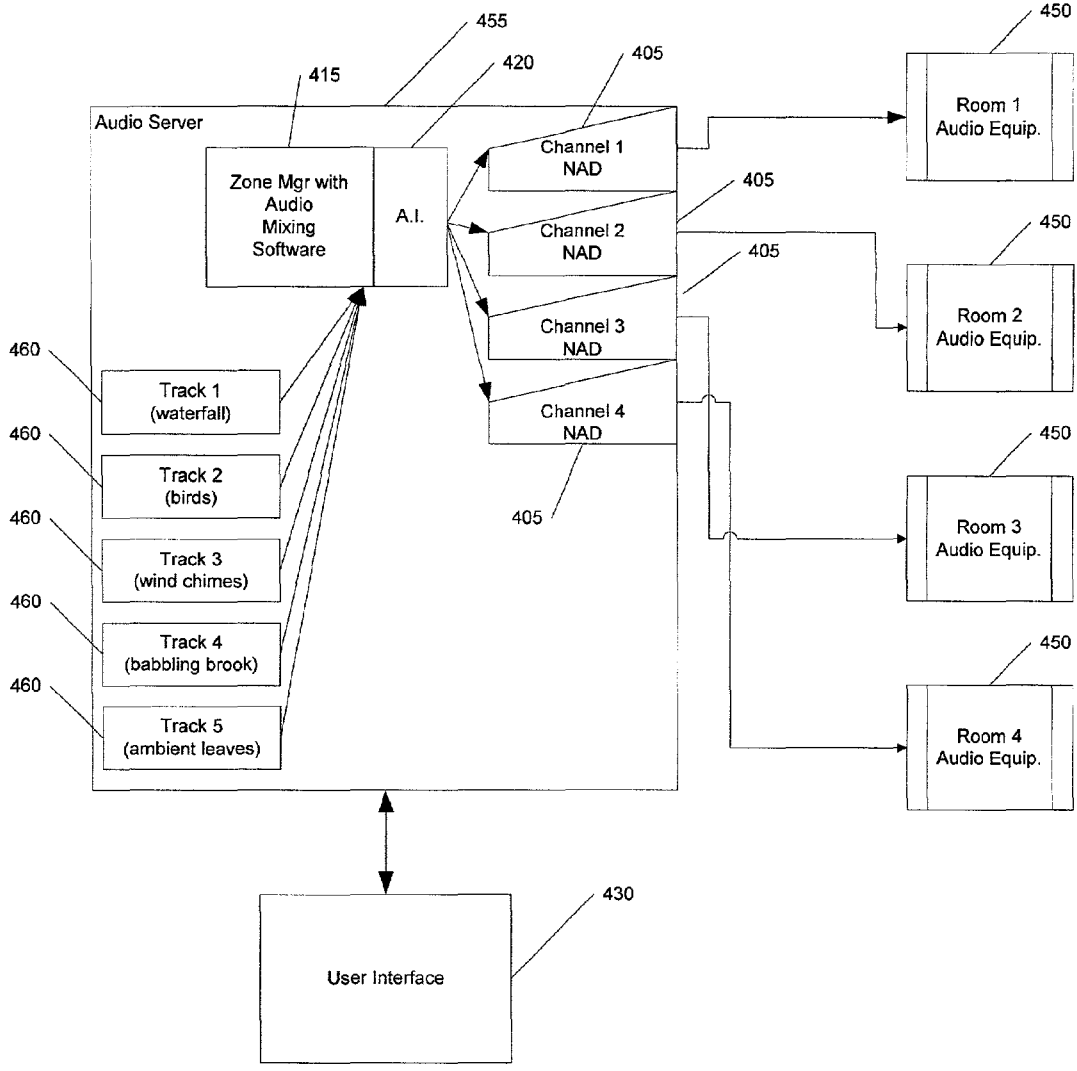 455
405
450
415
420
Audio Server
Zone Mgr with
Audio
Mixing
Software
A.I.
Channel 1
NAD
Room 1
Audio Equip.
405
Channel 2
NAD
450
405
Room 2
Audio Equip.
Channel 3
NAD
460
Track 1
(waterfall)
Channel 4
NAD
405
460
Track 2
(birds)
450
Room 3
Audio Equip.
460
Track 3
(wind chimes)
460
Track 4
(babbling brook)
450
Room 4
Audio Equip.
460
Track 5
(ambient leaves)
430
User Interface